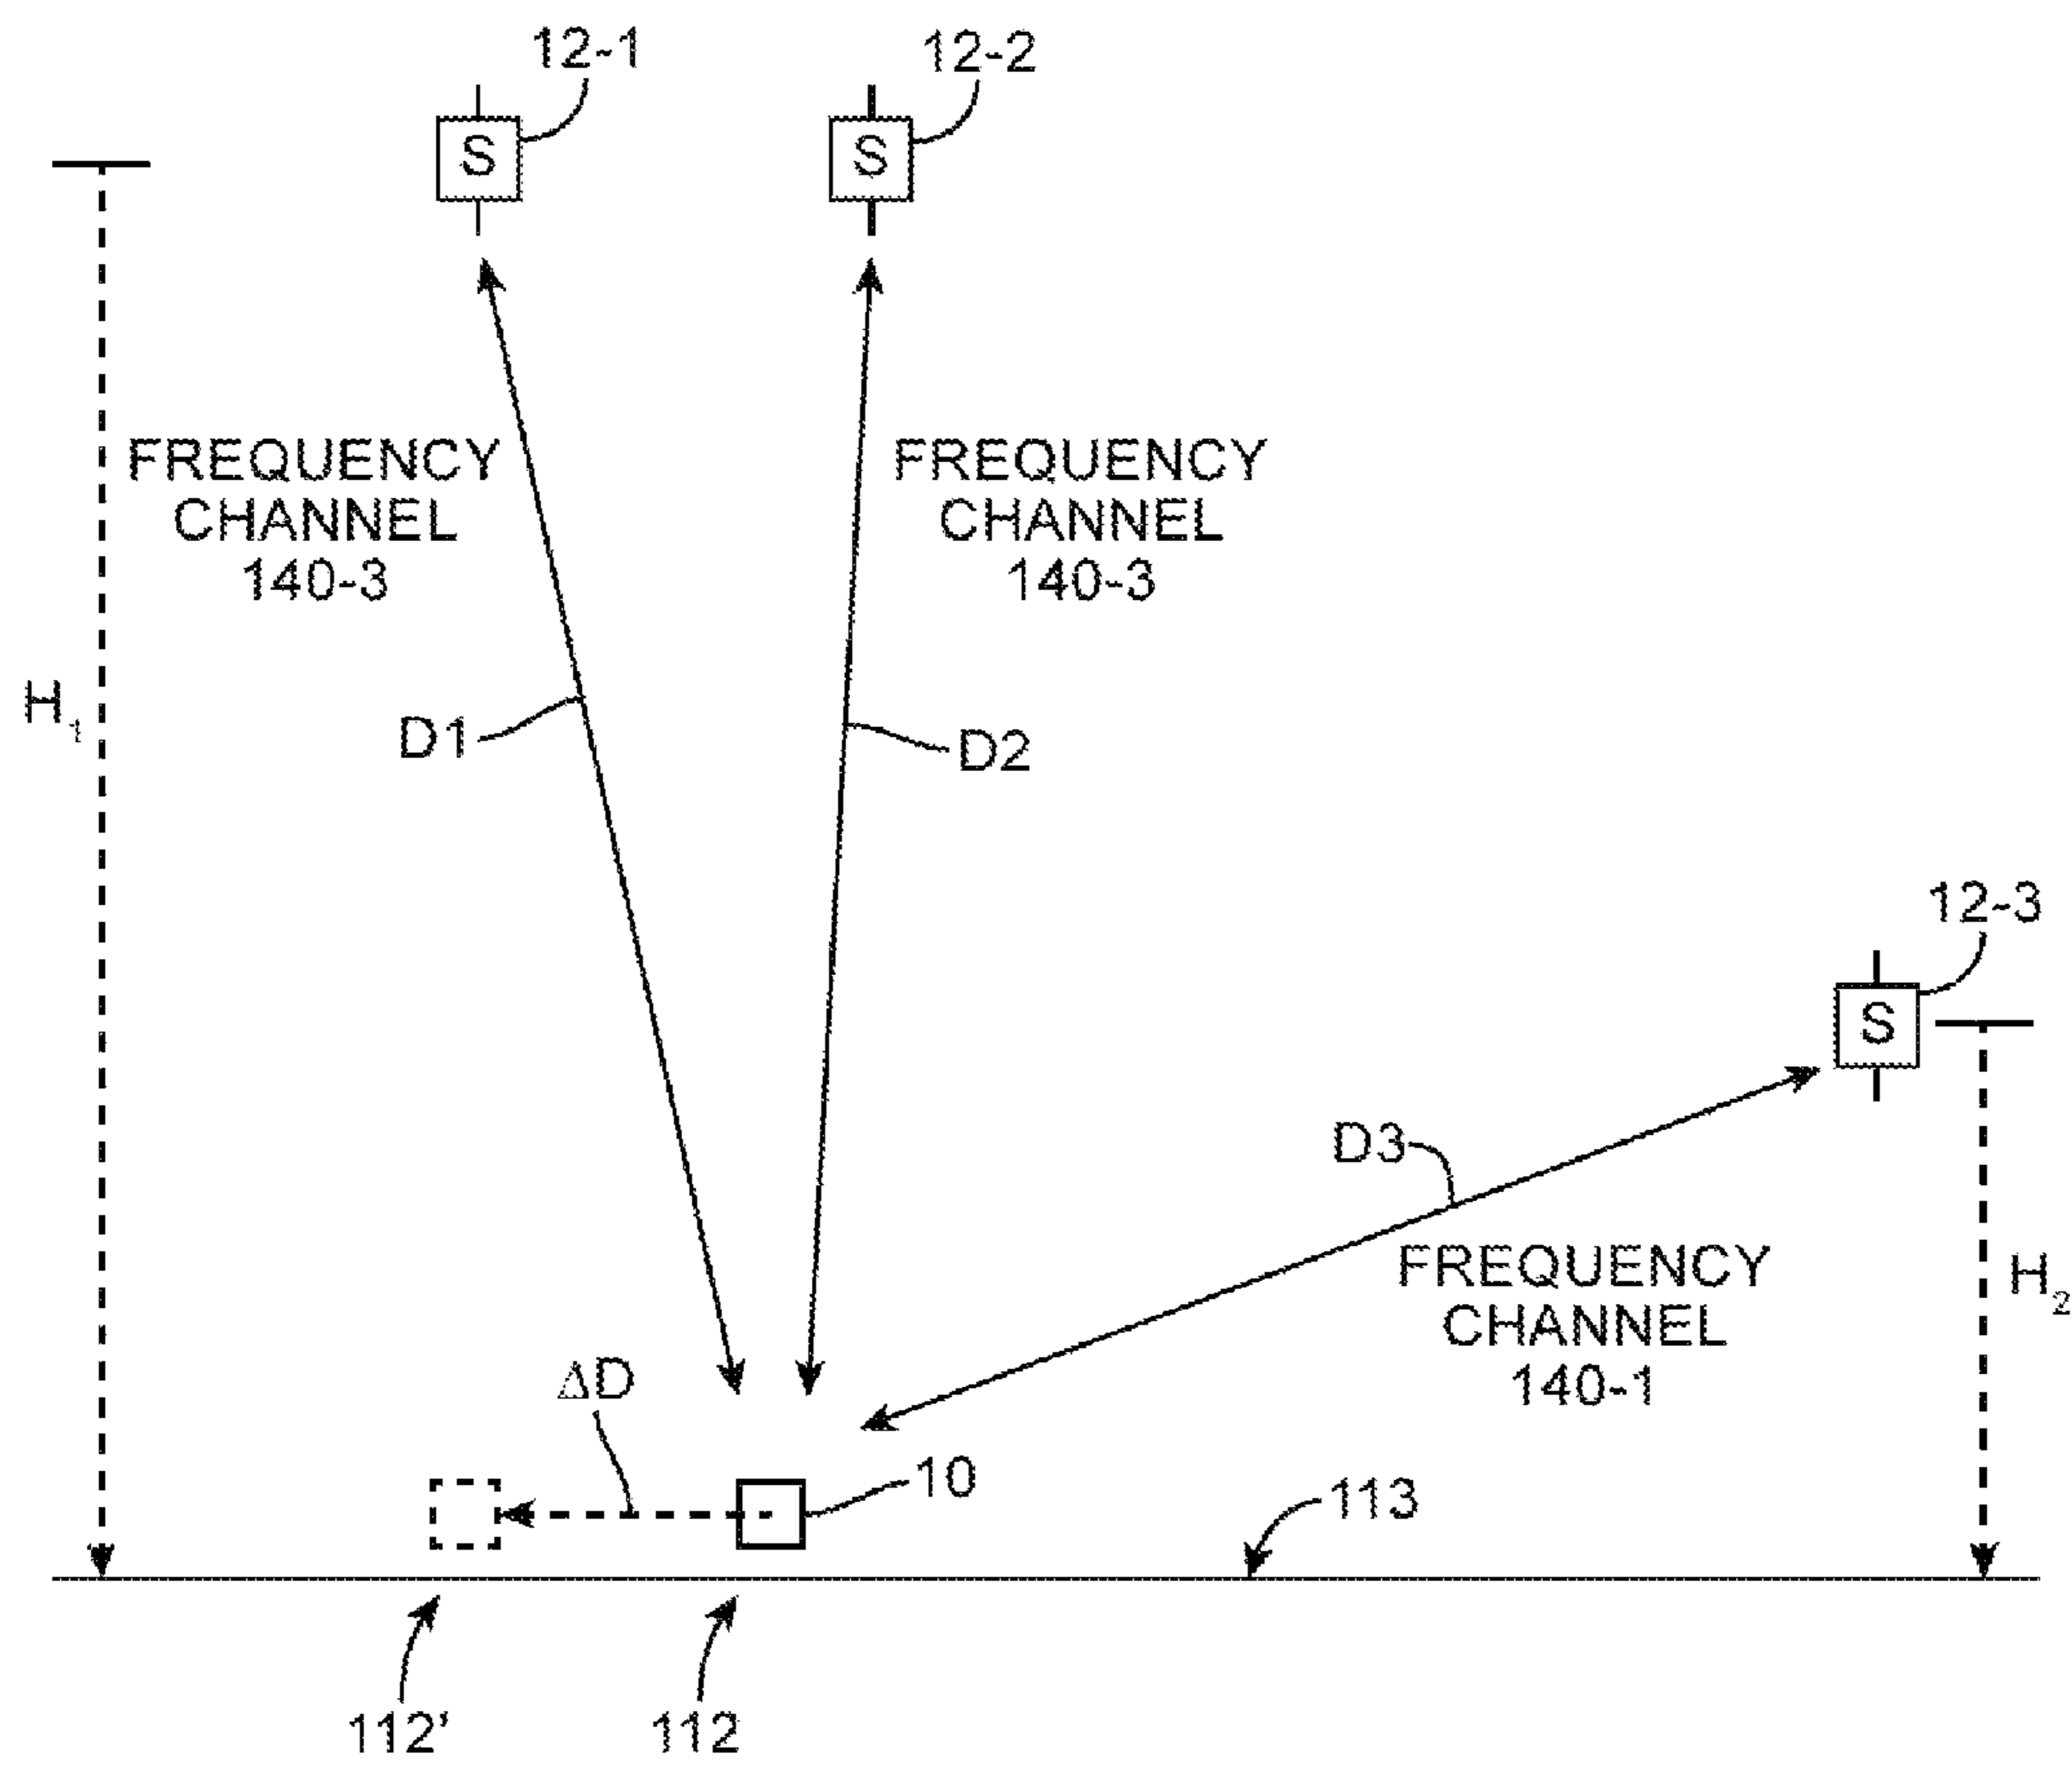 12-1
12-2
S
S
FREQUENCY
CHANNEL
140-3
FREQUENCY
CHANNEL
140-3
H1
D1
D2
12-3
S
D3
FREQUENCY
CHANNEL
140-1
H2
ΔD
10
113
112'
112